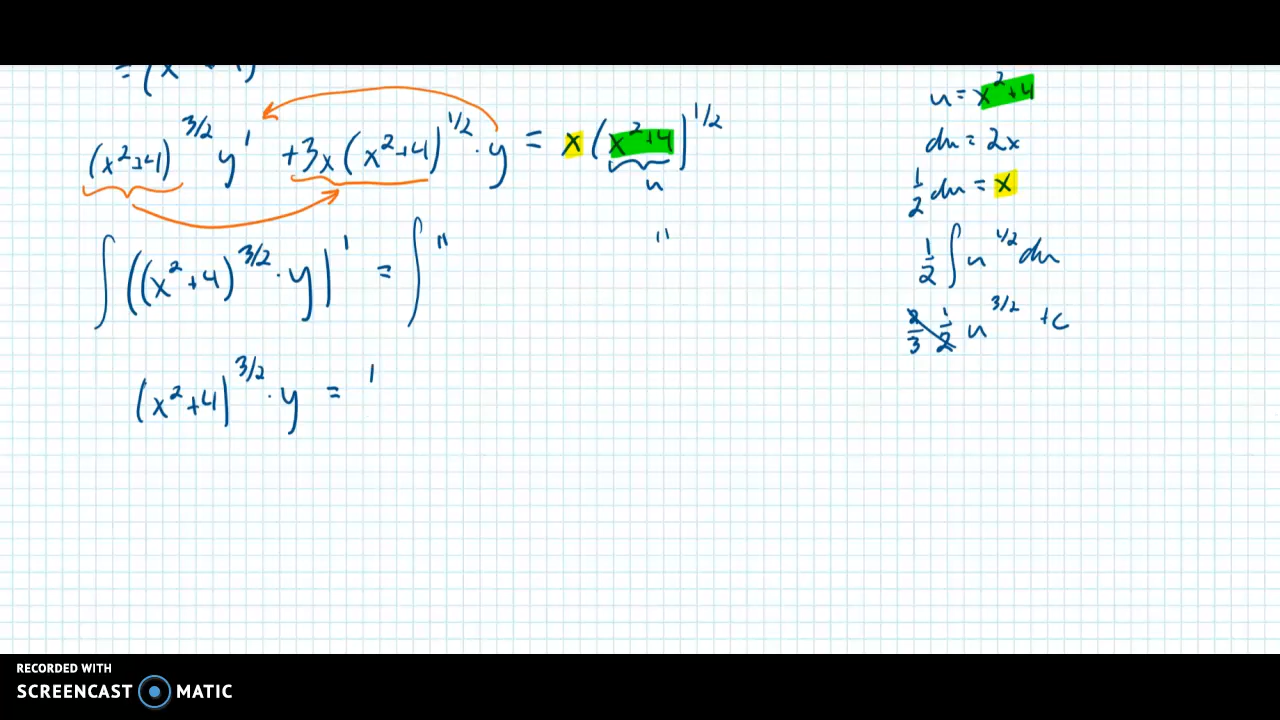 = (x
(x²+4)^3/2 y' +3x(x²+4)^1/2 · y = x(x²+4)^1/2
u
∫((x²+4)^3/2 · y)' = ∫ " "
(x²+4)^3/2 · y = 1
u = x²+4
du = 2x
1/2 du = x
1/2 ∫ u^1/2 du
2/3 1/2 u^3/2 +c
RECORDED WITH
SCREENCAST MATIC